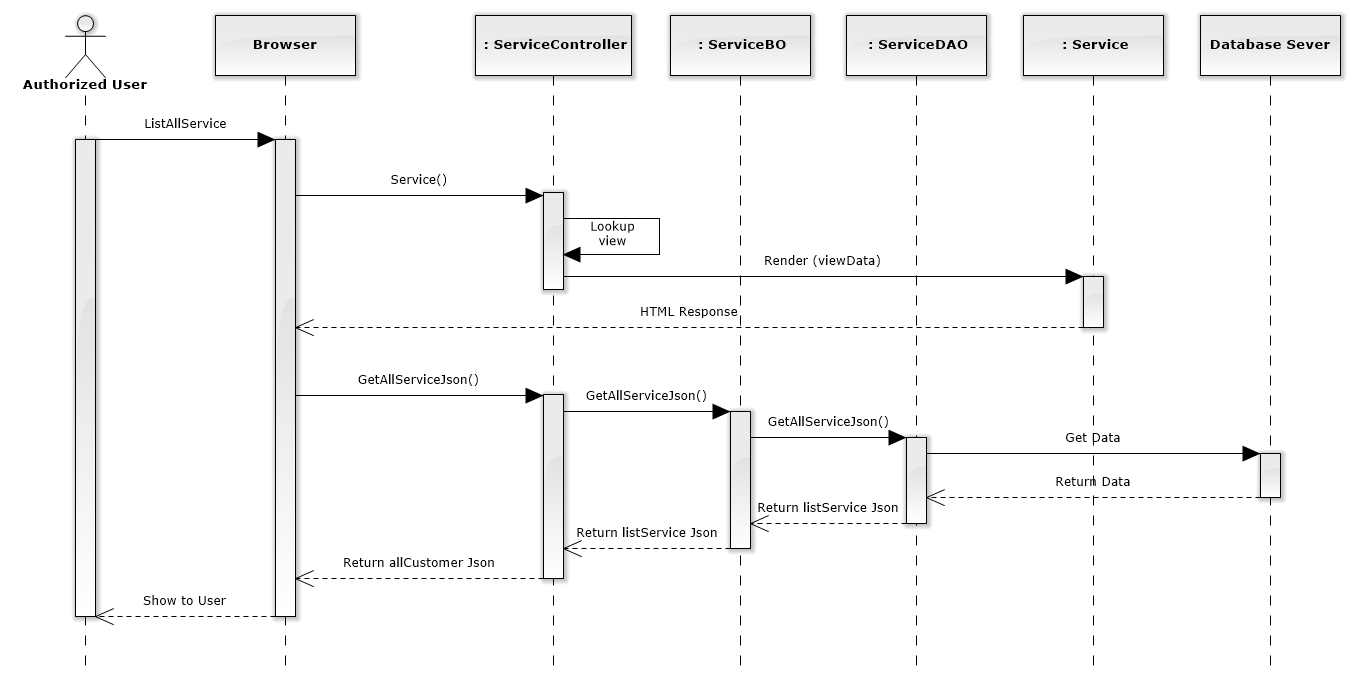 Authorized User
Browser
: ServiceController
: ServiceBO
: ServiceDAO
: Service
Database Sever
ListAllService
Service()
Lookup
view
Render (viewData)
HTML Response
GetAllServiceJson()
GetAllServiceJson()
GetAllServiceJson()
Get Data
Return Data
Return listService Json
Return listService Json
Return allCustomer Json
Show to User